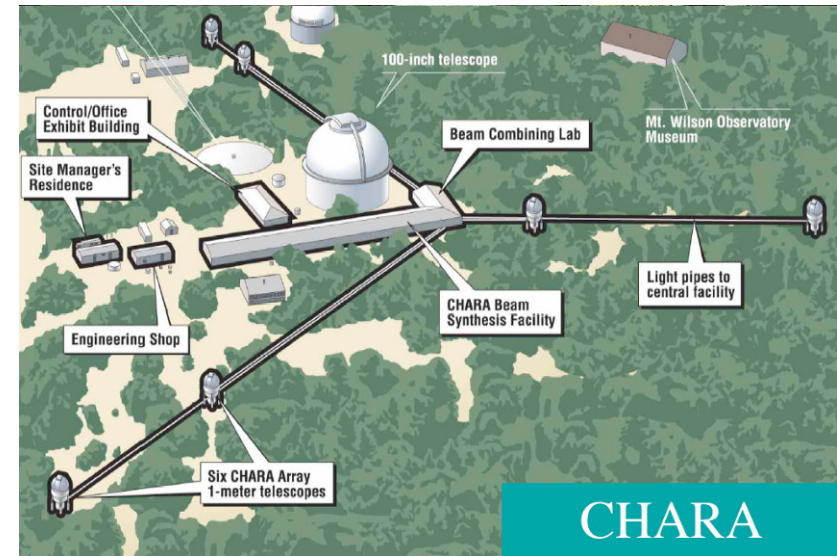 100-inch telescope
Control/Office
Exhibit Building
Beam Combining Lab
Mt. Wilson Observatory
Museum
Site Manager's
Residence
Light pipes to
central facility
CHARA Beam
Synthesis Facility
Engineering Shop
Six CHARA Array
1-meter telescopes
CHARA